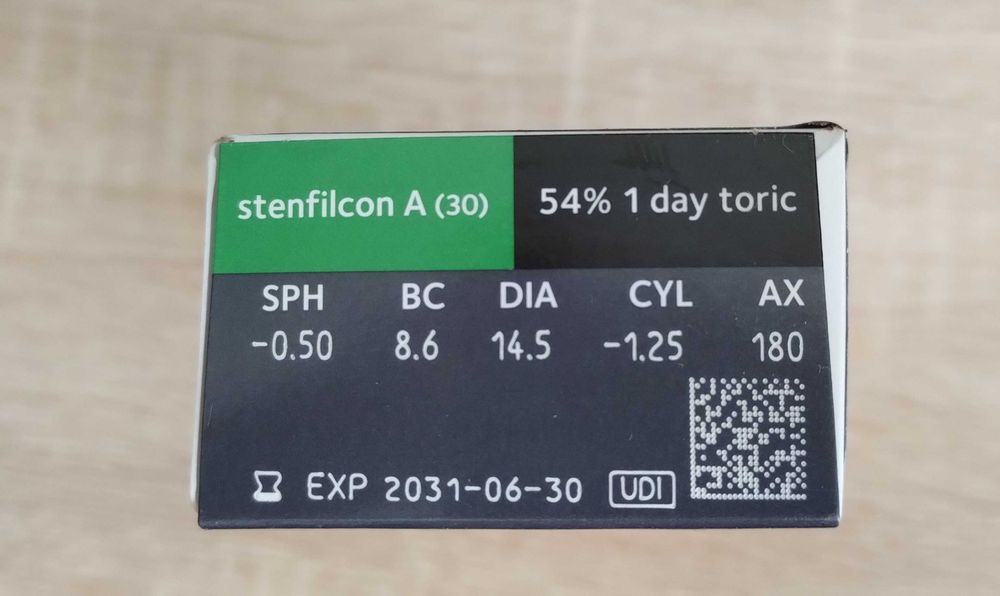 stenfilcon A (30) 54% 1 day toric
SPH BC DIA CYL AX
-0.50 8.6 14.5 -1.25 180
EXP 2031-06-30 UDI